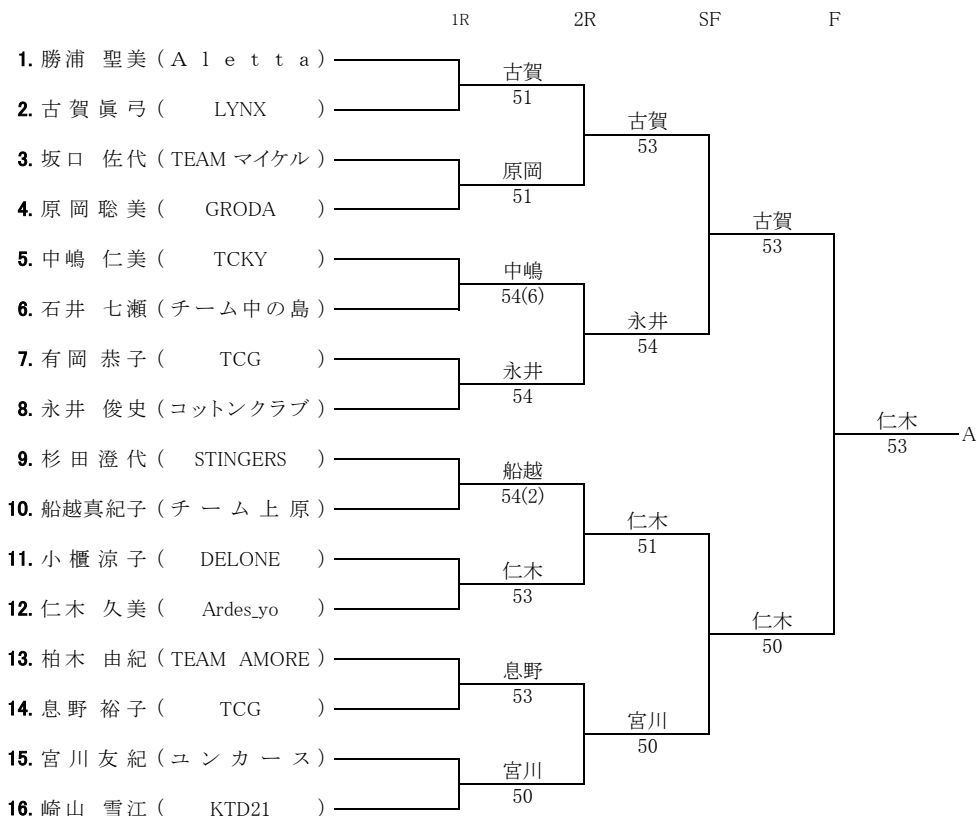 1R 2R SF F
1. 勝浦 聖美 ( Aletta )
古賀
51
2. 古賀眞弓 ( LYNX )
古賀
53
3. 坂口 佐代 ( TEAM マイケル )
原岡
51
4. 原岡聡美 ( GRODA )
古賀
53
5. 中嶋 仁美 ( TCKY )
中嶋
54(6)
6. 石井 七瀬 ( チーム中の島 )
永井
54
7. 有岡恭子 ( TCG )
永井
54
8. 永井 俊史 ( コットンクラブ )
仁木
53
A
9. 杉田澄代 ( STINGERS )
船越
54(2)
10. 船越真紀子 ( チーム上原 )
仁木
51
11. 小櫃涼子 ( DELONE )
仁木
53
12. 仁木 久美 ( Ardes_yo )
仁木
50
13. 柏木 由紀 ( TEAM AMORE )
息野
53
14. 息野裕子 ( TCG )
宮川
50
15. 宮川友紀 ( ユンカース )
宮川
50
16. 崎山 雪江 ( KTD21 )